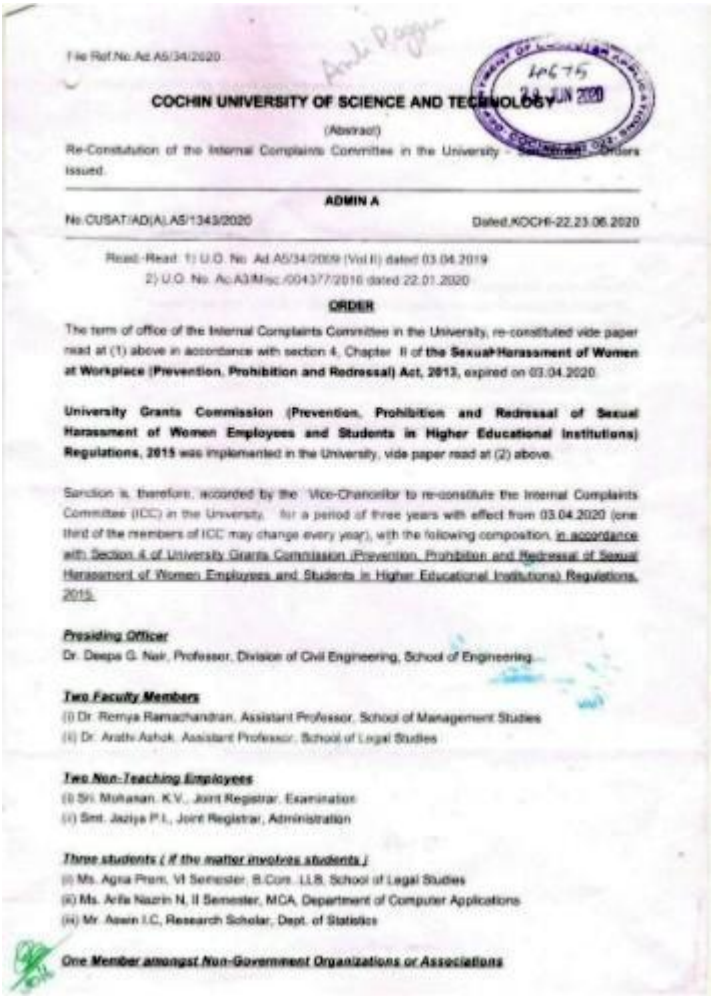 File Ref.No.Ad.A5/34/2020
4675
29 JUN 2020
COCHIN UNIVERSITY OF SCIENCE AND TECHNOLOGY
(Abstract)
Re-Constutution of the Internal Complaints Committee in the University - Orders
Issued.
ADMIN A
No.CUSAT/AD(A).A5/1343/2020 Dated,KOCHI-22,23.06.2020
Read:-Read: 1) U.O. No. Ad.A5/34/2009 (Vol.II) dated 03.04.2019
2) U.O. No. Ac.A3/Misc./004377/2016 dated 22.01.2020
ORDER
The term of office of the Internal Complaints Committee in the University, re-constituted vide paper
read at (1) above in accordance with section 4, Chapter II of the Sexual Harassment of Women
at Workplace (Prevention, Prohibition and Redressal) Act, 2013, expired on 03.04.2020.
University Grants Commission (Prevention, Prohibition and Redressal of Sexual
Harassment of Women Employees and Students in Higher Educational Institutions)
Regulations, 2015 was implemented in the University, vide paper read at (2) above.
Sanction is, therefore, accorded by the Vice-Chancellor to re-constitute the Internal Complaints
Committee (ICC) in the University, for a period of three years with effect from 03.04.2020 (one
third of the members of ICC may change every year), with the following composition, in accordance
with Section 4 of University Grants Commission (Prevention, Prohibition and Redressal of Sexual
Harassment of Women Employees and Students in Higher Educational Institutions) Regulations,
2015.
Presiding Officer
Dr. Deepa G. Nair, Professor, Division of Civil Engineering, School of Engineering
Two Faculty Members
(i) Dr. Remya Ramachandran, Assistant Professor, School of Management Studies
(ii) Dr. Arathi Ashok, Assistant Professor, School of Legal Studies
Two Non-Teaching Employees
(i) Sri. Mohanan. K.V., Joint Registrar, Examination
(ii) Smt. Jaziya P.I., Joint Registrar, Administration
Three students ( if the matter involves students )
(i) Ms. Agna Prem, VI Semester, B.Com. LLB, School of Legal Studies
(ii) Ms. Arifa Nazrin N, II Semester, MCA, Department of Computer Applications
(iii) Mr. Aswin I.C, Research Scholar, Dept. of Statistics
One Member amongst Non-Government Organizations or Associations